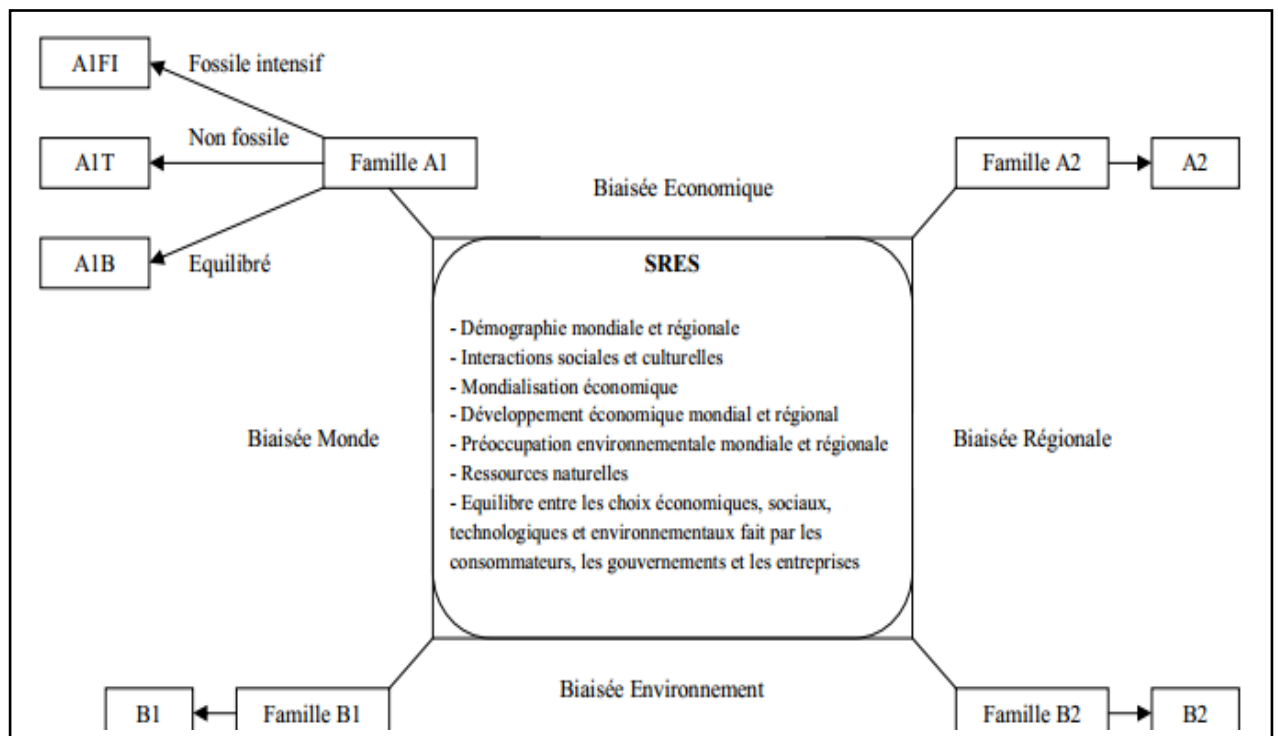 A1FI
Fossile intensif
Non fossile
A1T
Famille A1
Famille A2
A2
Biaisée Economique
A1B
Equilibré
SRES
- Démographie mondiale et régionale
- Interactions sociales et culturelles
- Mondialisation économique
- Développement économique mondial et régional
- Préoccupation environnementale mondiale et régionale
- Ressources naturelles
- Equilibre entre les choix économiques, sociaux,
technologiques et environnementaux fait par les
consommateurs, les gouvernements et les entreprises
Biaisée Monde
Biaisée Régionale
Biaisée Environnement
B1
Famille B1
Famille B2
B2